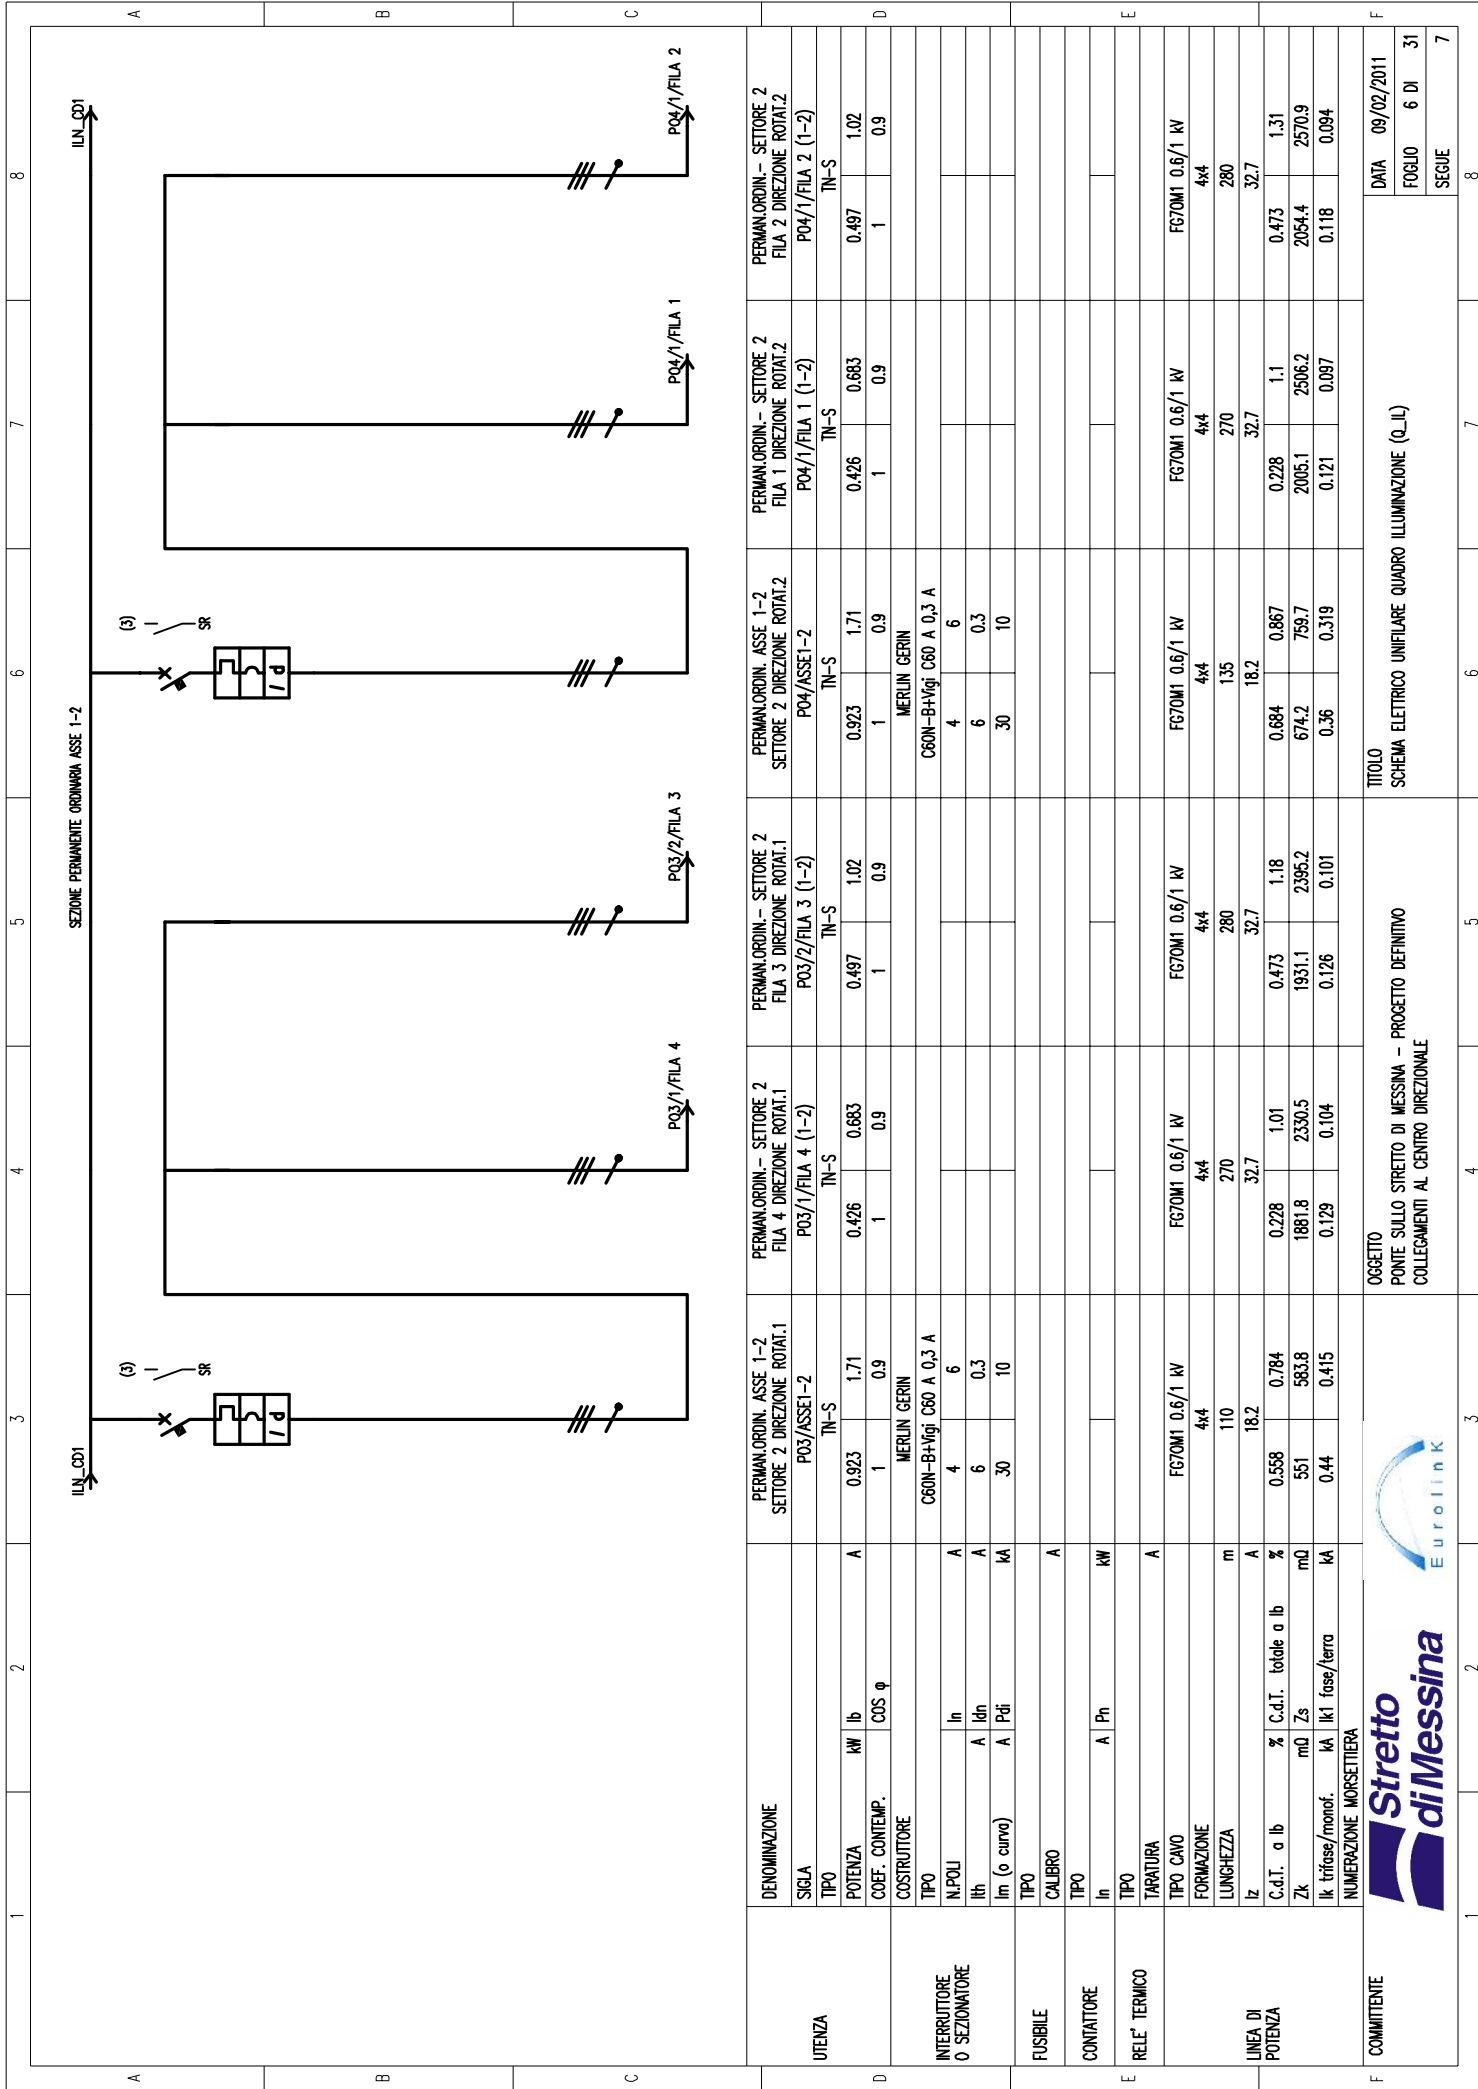 1 2 3 4 5 6 7 8
A
B
C
D
E
F
ILN_CD1
SEZIONE PERMANENTE ORDINARIA ASSE 1-2
ILN_CD1
(3)
SR
(3)
SR
I d
I d
P03/1/FILA 4
P03/2/FILA 3
P04/1/FILA 1
P04/1/FILA 2
UTENZA
DENOMINAZIONE
PERMAN.ORDIN. ASSE 1-2
SETTORE 2 DIREZIONE ROTAT.1
PERMAN.ORDIN.- SETTORE 2
FILA 4 DIREZIONE ROTAT.1
PERMAN.ORDIN.- SETTORE 2
FILA 3 DIREZIONE ROTAT.1
PERMAN.ORDIN. ASSE 1-2
SETTORE 2 DIREZIONE ROTAT.2
PERMAN.ORDIN.- SETTORE 2
FILA 1 DIREZIONE ROTAT.2
PERMAN.ORDIN.- SETTORE 2
FILA 2 DIREZIONE ROTAT.2
SIGLA P03/ASSE1-2 P03/1/FILA 4 (1-2) P03/2/FILA 3 (1-2) P04/ASSE1-2 P04/1/FILA 1 (1-2) P04/1/FILA 2 (1-2)
TIPO TN-S TN-S TN-S TN-S TN-S TN-S
POTENZA kW Ib A 0.923 1.71 0.426 0.683 0.497 1.02 0.923 1.71 0.426 0.683 0.497 1.02
COEF. CONTEMP. COS φ 1 0.9 1 0.9 1 0.9 1 0.9 1 0.9 1 0.9
INTERRUTTORE
O SEZIONATORE
COSTRUTTORE MERLIN GERIN MERLIN GERIN
TIPO C60N-B+Vigi C60 A 0,3 A C60N-B+Vigi C60 A 0,3 A
N.POLI In A 4 6 4 6
Ith A Idn A 6 0.3 6 0.3
Im (o curva) A Pdi kA 30 10 30 10
FUSIBILE
TIPO
CALIBRO A
CONTATTORE
TIPO
In A Pn kW
RELE' TERMICO
TIPO
TARATURA A
LINEA DI
POTENZA
TIPO CAVO FG7OM1 0.6/1 kV FG7OM1 0.6/1 kV FG7OM1 0.6/1 kV FG7OM1 0.6/1 kV FG7OM1 0.6/1 kV FG7OM1 0.6/1 kV
FORMAZIONE 4x4 4x4 4x4 4x4 4x4 4x4
LUNGHEZZA m 110 270 280 135 270 280
Iz A 18.2 32.7 32.7 18.2 32.7 32.7
C.d.T. a Ib % C.d.T. totale a Ib % 0.558 0.784 0.228 1.01 0.473 1.18 0.684 0.867 0.228 1.1 0.473 1.31
Zk mΩ Zs mΩ 551 583.8 1881.8 2330.5 1931.1 2395.2 674.2 759.7 2005.1 2506.2 2054.4 2570.9
Ik trifase/monof. kA Ik1 fase/terra kA 0.44 0.415 0.129 0.104 0.126 0.101 0.36 0.319 0.121 0.097 0.118 0.094
NUMERAZIONE MORSETTIERA
COMMITTENTE
Stretto
di Messina
Eurolink
OGGETTO
PONTE SULLO STRETTO DI MESSINA - PROGETTO DEFINITIVO
COLLEGAMENTI AL CENTRO DIREZIONALE
TITOLO
SCHEMA ELETTRICO UNIFILARE QUADRO ILLUMINAZIONE (Q_IL)
DATA 09/02/2011
FOGLIO 6 DI 31
SEGUE 7
1 2 3 4 5 6 7 8
A
B
C
D
E
F